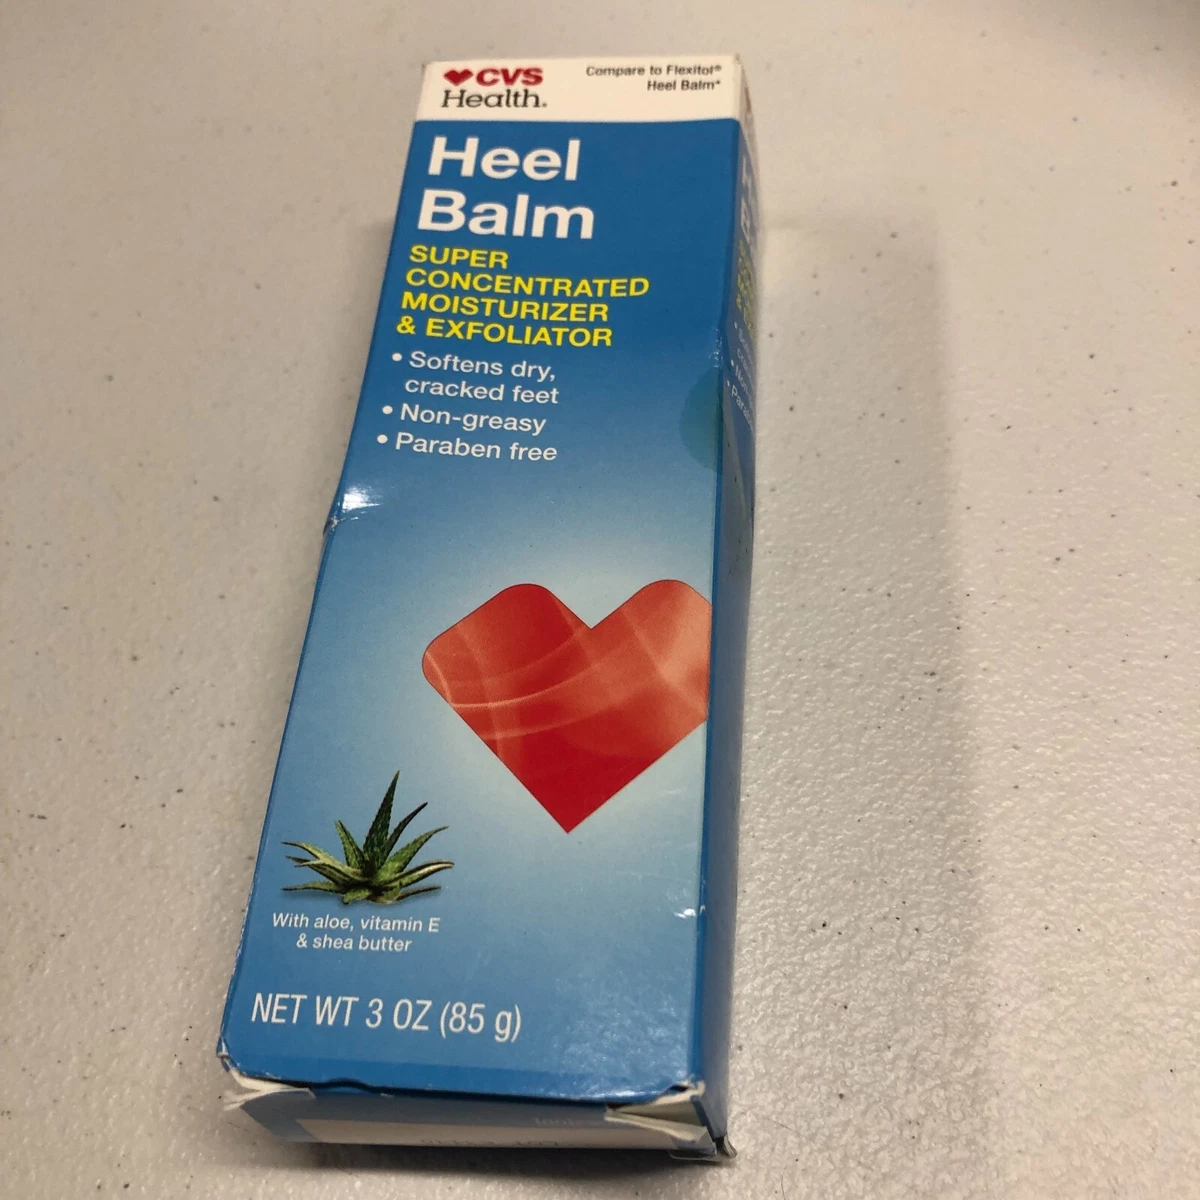 CVS
Health.
Compare to Flexitol®
Heel Balm*
Heel
Balm
SUPER
CONCENTRATED
MOISTURIZER
& EXFOLIATOR
• Softens dry,
cracked feet
• Non-greasy
• Paraben free
With aloe, vitamin E
& shea butter
NET WT 3 OZ (85 g)